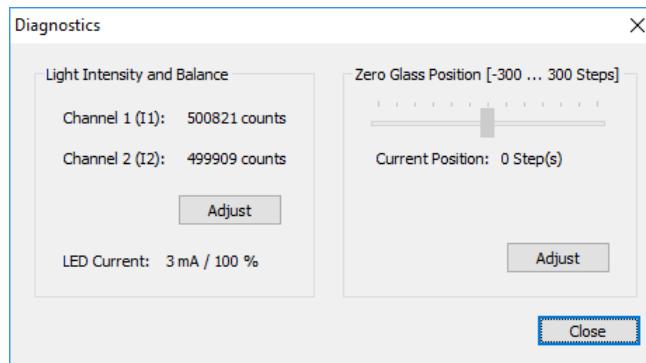 Diagnostics
Light Intensity and Balance
Channel 1 (I1): 500821 counts
Channel 2 (I2): 499909 counts
Adjust
LED Current: 3 mA / 100 %
Zero Glass Position [-300 ... 300 Steps]
Current Position: 0 Step(s)
Adjust
Close